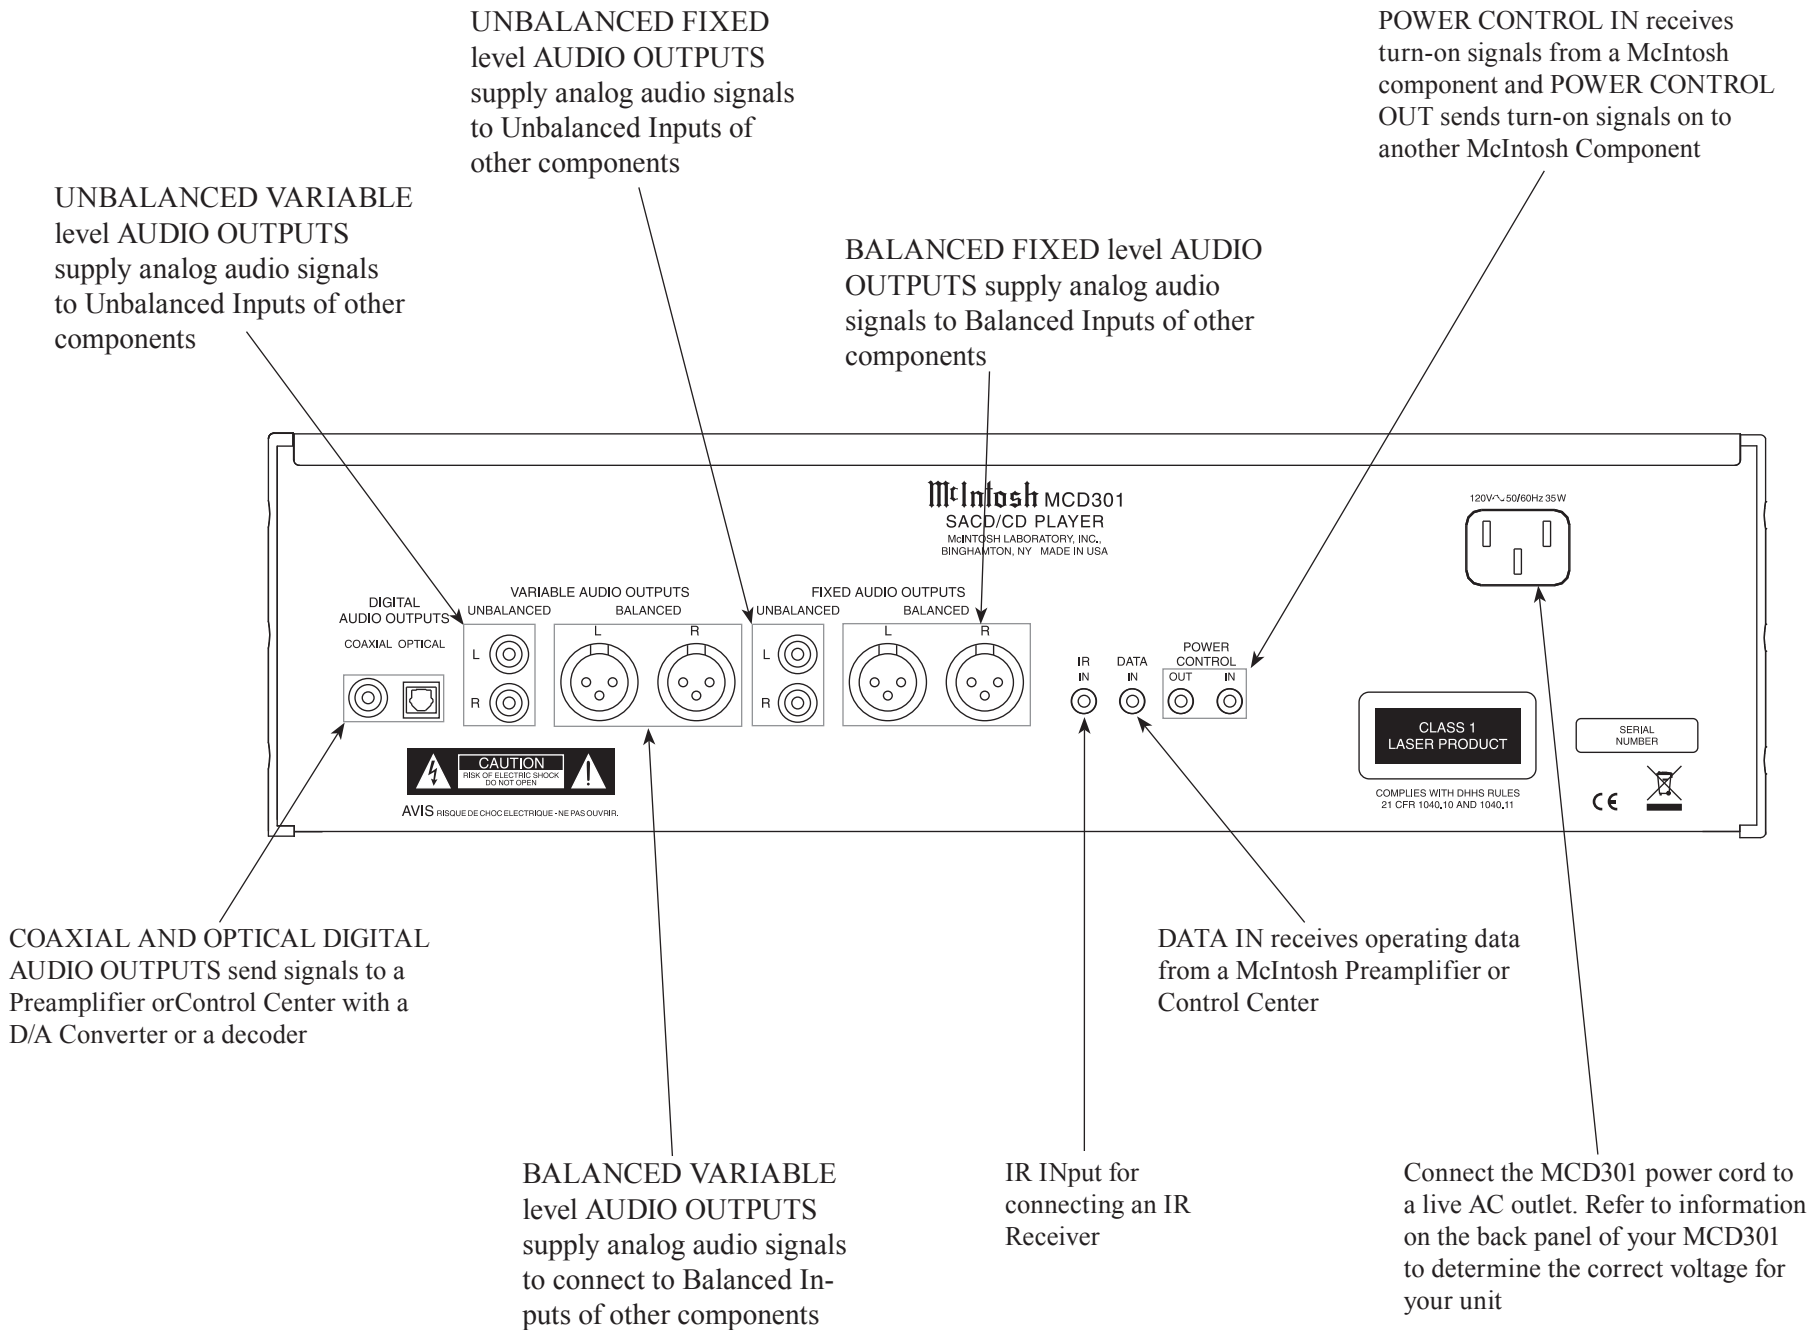 UNBALANCED FIXED
level AUDIO OUTPUTS
supply analog audio signals
to Unbalanced Inputs of
other components
POWER CONTROL IN receives
turn-on signals from a McIntosh
component and POWER CONTROL
OUT sends turn-on signals on to
another McIntosh Component
UNBALANCED VARIABLE
level AUDIO OUTPUTS
supply analog audio signals
to Unbalanced Inputs of other
components
BALANCED FIXED level AUDIO
OUTPUTS supply analog audio
signals to Balanced Inputs of other
components
McIntosh MCD301
SACD/CD PLAYER
McINTOSH LABORATORY, INC.,
BINGHAMTON, NY MADE IN USA
120V~50/60Hz 35W
DIGITAL
AUDIO OUTPUTS
COAXIAL OPTICAL
VARIABLE AUDIO OUTPUTS
UNBALANCED BALANCED
L R
L
R
FIXED AUDIO OUTPUTS
UNBALANCED BALANCED
L R
L
R
IR
IN
DATA
IN
POWER
CONTROL
OUT IN
CLASS 1
LASER PRODUCT
COMPLIES WITH DHHS RULES
21 CFR 1040.10 AND 1040.11
SERIAL
NUMBER
CE
CAUTION
RISK OF ELECTRIC SHOCK
DO NOT OPEN
AVIS RISQUE DE CHOC ELECTRIQUE - NE PAS OUVRIR.
COAXIAL AND OPTICAL DIGITAL
AUDIO OUTPUTS send signals to a
Preamplifier orControl Center with a
D/A Converter or a decoder
DATA IN receives operating data
from a McIntosh Preamplifier or
Control Center
BALANCED VARIABLE
level AUDIO OUTPUTS
supply analog audio signals
to connect to Balanced In-
puts of other components
IR INput for
connecting an IR
Receiver
Connect the MCD301 power cord to
a live AC outlet. Refer to information
on the back panel of your MCD301
to determine the correct voltage for
your unit